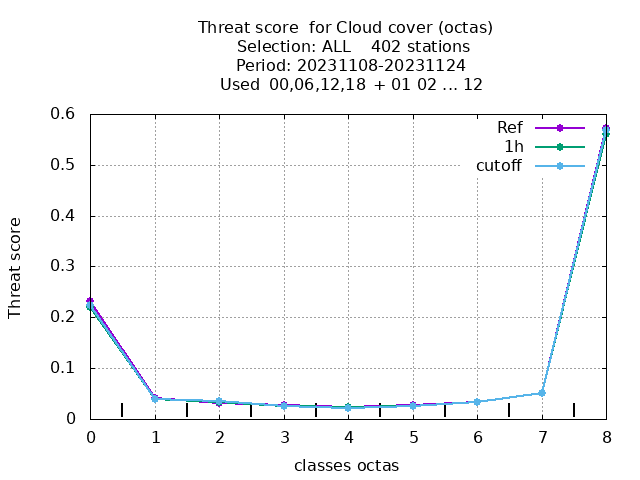 Threat score  for Cloud cover (octas)
Selection: ALL    402 stations
Period: 20231108-20231124
Used  00,06,12,18  + 01 02 ... 12
Ref
1h
cutoff
0.6
0.5
0.4
0.3
0.2
0.1
0
Threat score
0 1 2 3 4 5 6 7 8
classes octas